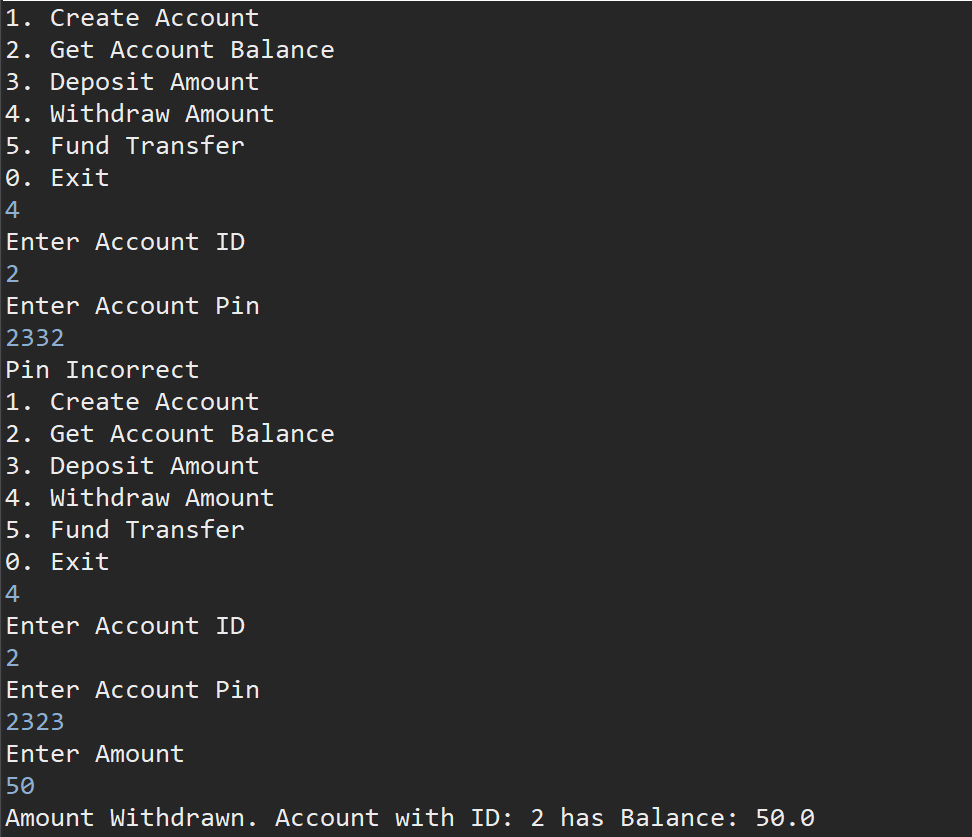 1. Create Account
2. Get Account Balance
3. Deposit Amount
4. Withdraw Amount
5. Fund Transfer
0. Exit
4
Enter Account ID
2
Enter Account Pin
2332
Pin Incorrect
1. Create Account
2. Get Account Balance
3. Deposit Amount
4. Withdraw Amount
5. Fund Transfer
0. Exit
4
Enter Account ID
2
Enter Account Pin
2323
Enter Amount
50
Amount Withdrawn. Account with ID: 2 has Balance: 50.0